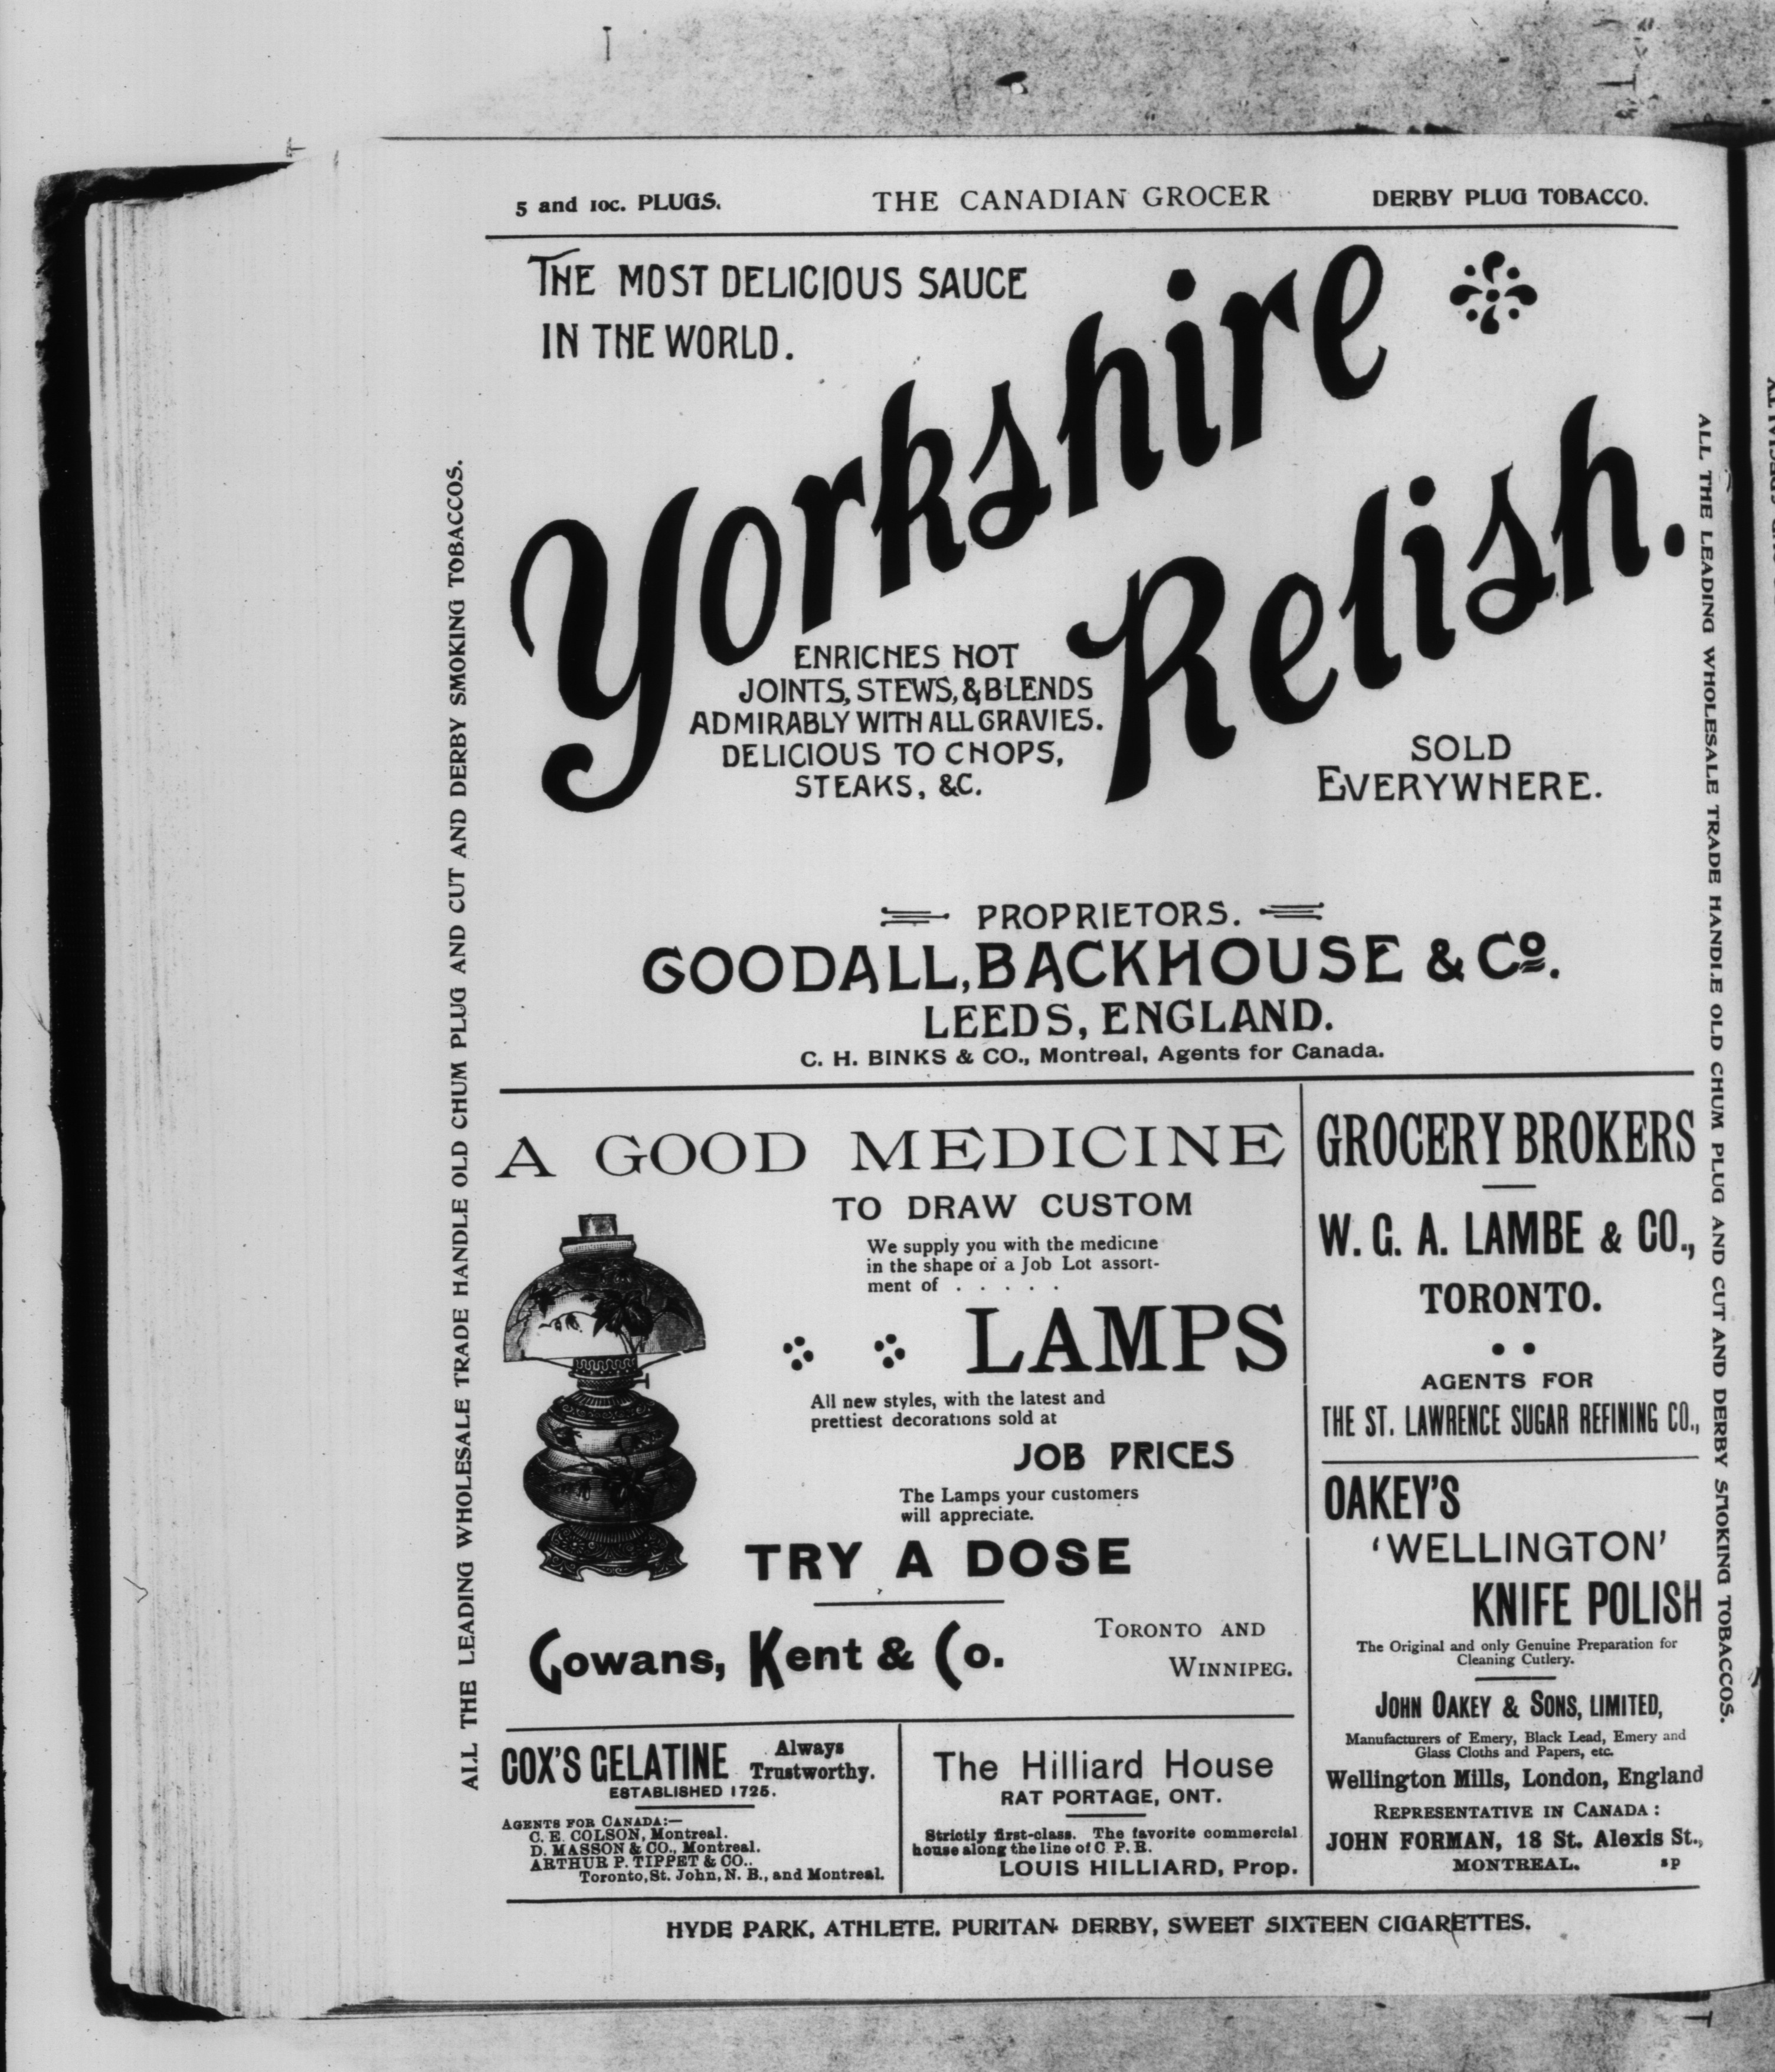 5 and 10c. PLUGS.
THE CANADIAN GROCER
DERBY PLUG TOBACCO.
ALL THE LEADING WHOLESALE TRADE HANDLE OLD CHUM PLUG AND CUT AND DERBY SMOKING TOBACCOS.
THE MOST DELICIOUS SAUCE
IN THE WORLD.
Yorkshire
Relish.
ENRICHES HOT
JOINTS, STEWS, & BLENDS
ADMIRABLY WITH ALL GRAVIES.
DELICIOUS TO CHOPS,
STEAKS, &C.
SOLD
EVERYWHERE.
PROPRIETORS.
GOODALL, BACKHOUSE & Co.
LEEDS, ENGLAND.
C. H. BINKS & CO., Montreal, Agents for Canada.
A GOOD MEDICINE
TO DRAW CUSTOM
We supply you with the medicine
in the shape of a Job Lot assort-
ment of . . . . .
LAMPS
All new styles, with the latest and
prettiest decorations sold at
JOB PRICES
The Lamps your customers
will appreciate.
TRY A DOSE
Gowans, Kent & Co.
TORONTO AND
WINNIPEG.
GROCERY BROKERS
W. G. A. LAMBE & CO.,
TORONTO.
AGENTS FOR
THE ST. LAWRENCE SUGAR REFINING CO.,
OAKEY'S
'WELLINGTON'
KNIFE POLISH
The Original and only Genuine Preparation for
Cleaning Cutlery.
JOHN OAKEY & SONS, LIMITED,
Manufacturers of Emery, Black Lead, Emery and
Glass Cloths and Papers, etc.
Wellington Mills, London, England
REPRESENTATIVE IN CANADA:
JOHN FORMAN, 18 St. Alexis St.,
MONTREAL.
COX'S GELATINE
Always
Trustworthy.
ESTABLISHED 1725.
AGENTS FOR CANADA:—
C. E. COLSON, Montreal.
D. MASSON & CO., Montreal.
ARTHUR P. TIPPET & CO..
Toronto, St. John, N. B., and Montreal.
The Hilliard House
RAT PORTAGE, ONT.
Strictly first-class. The favorite commercial
house along the line of C. P. R.
LOUIS HILLIARD, Prop.
ALL THE LEADING WHOLESALE TRADE HANDLE OLD CHUM PLUG AND CUT AND DERBY SMOKING TOBACCOS.
HYDE PARK, ATHLETE. PURITAN DERBY, SWEET SIXTEEN CIGARETTES.